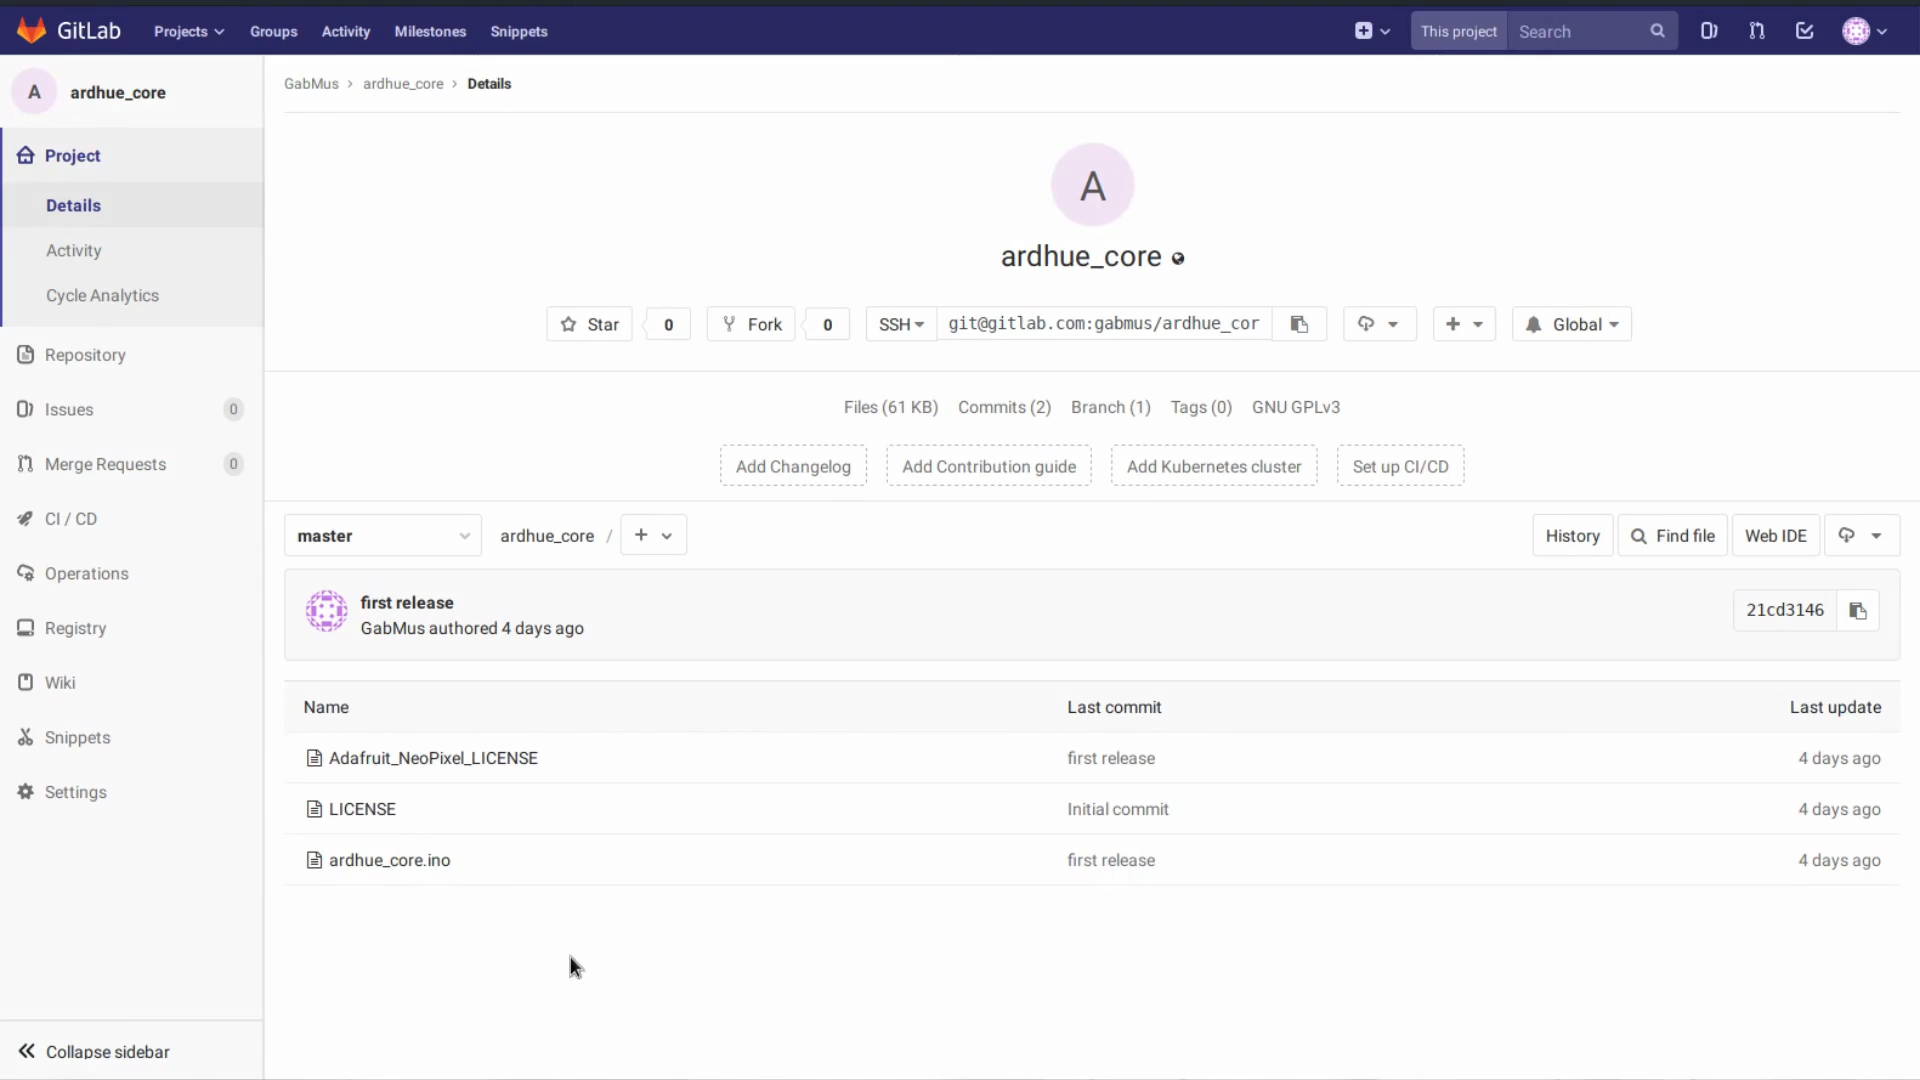 GitLab Projects Groups Activity Milestones Snippets This project Search
A ardhue_core
Project
Details
Activity
Cycle Analytics
Repository
Issues 0
Merge Requests 0
CI / CD
Operations
Registry
Wiki
Snippets
Settings
Collapse sidebar
GabMus › ardhue_core › Details
A
ardhue_core
Star 0 Fork 0 SSH git@gitlab.com:gabmus/ardhue_cor Global
Files (61 KB) Commits (2) Branch (1) Tags (0) GNU GPLv3
Add Changelog Add Contribution guide Add Kubernetes cluster Set up CI/CD
master ardhue_core / + History Find file Web IDE
first release
GabMus authored 4 days ago
21cd3146
Name Last commit Last update
Adafruit_NeoPixel_LICENSE first release 4 days ago
LICENSE Initial commit 4 days ago
ardhue_core.ino first release 4 days ago